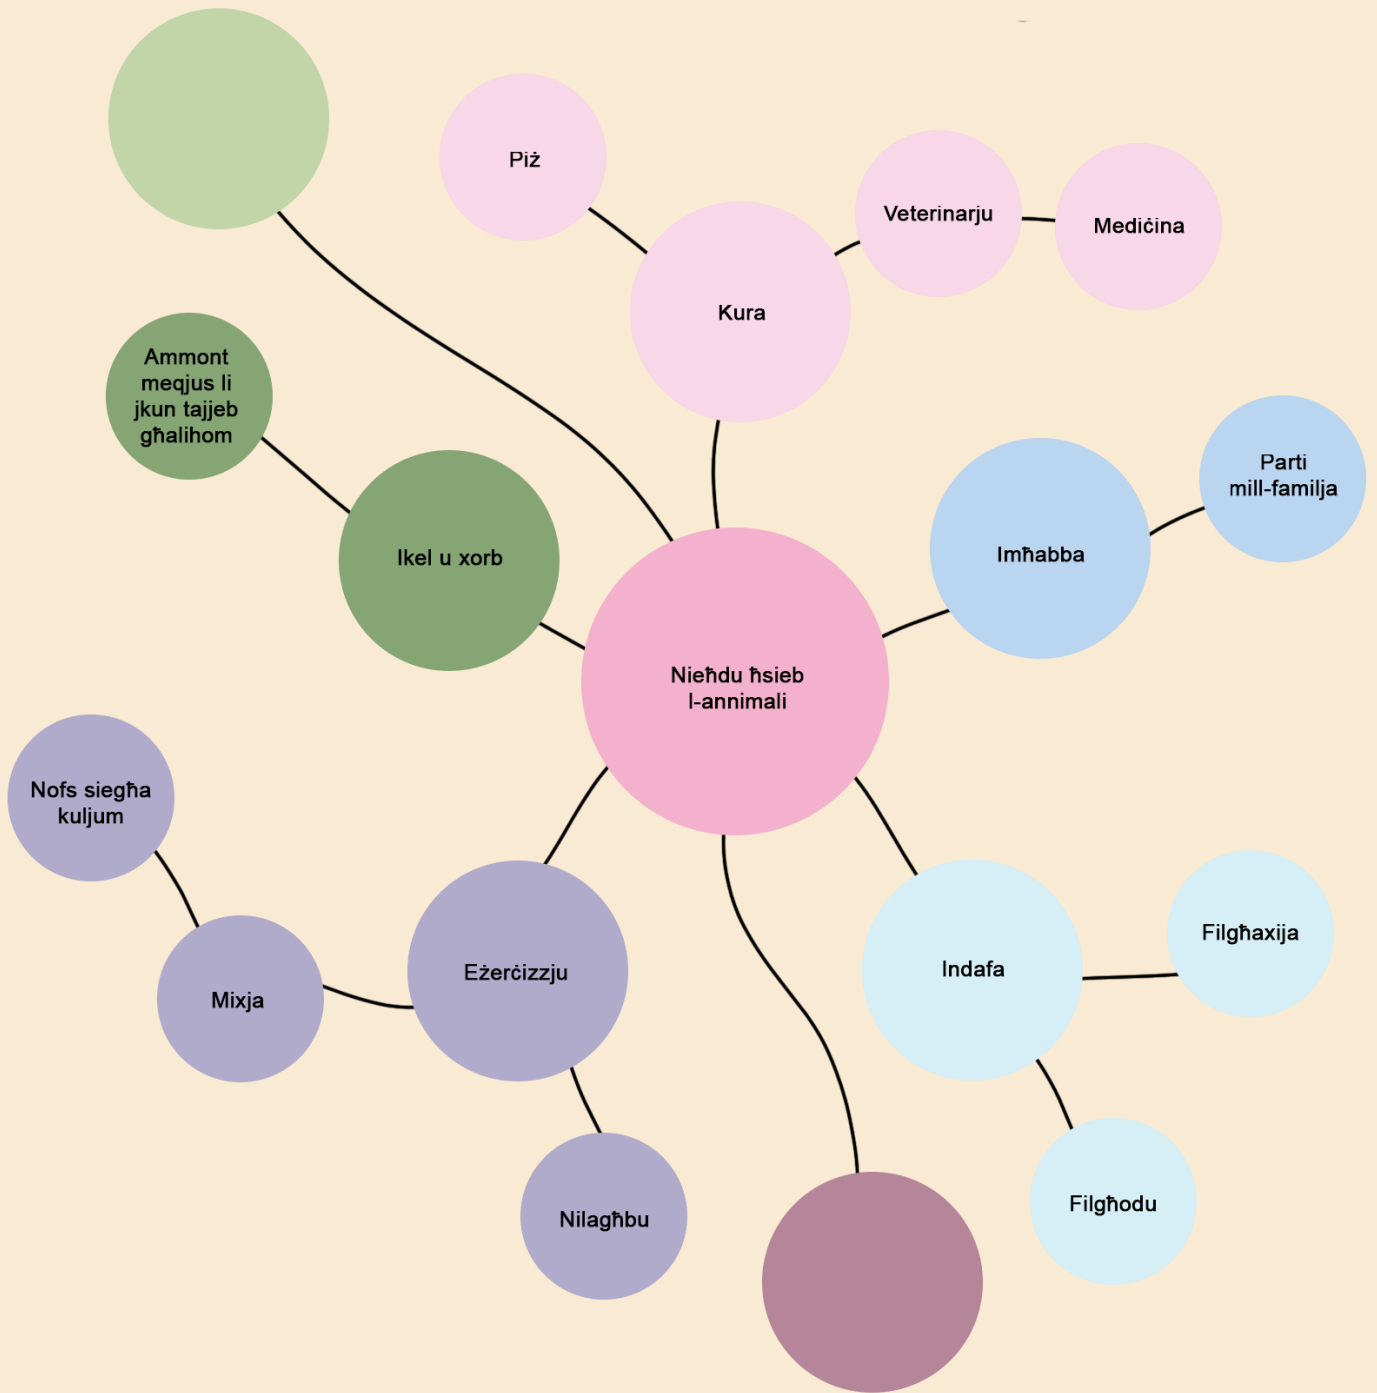 Piż
Veterinarju
Mediċina
Kura
Ammont
meqjus li
jkun tajjeb
għalihom
Ikel u xorb
Parti
mill-familja
Imħabba
Nieħdu ħsieb
l-annimali
Nofs siegħa
kuljum
Mixja
Eżerċizzju
Nilagħbu
Indafa
Filgħaxija
Filgħodu